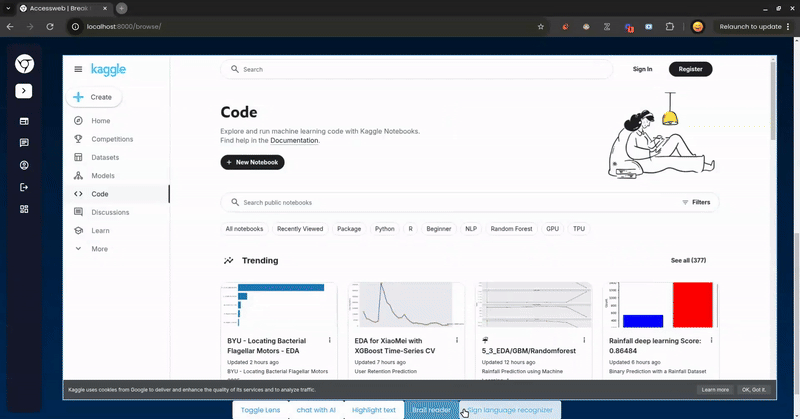 Accessweb | Break
localhost:8000/browse/
Relaunch to update
kaggle
Search
Sign In
Register
Create
Home
Competitions
Datasets
Models
Code
Discussions
Learn
More
Code
Explore and run machine learning code with Kaggle Notebooks.
Find help in the Documentation.
New Notebook
Search public notebooks
Filters
All notebooks
Recently Viewed
Package
Python
R
Beginner
NLP
Random Forest
GPU
TPU
Trending
See all (377)
BYU - Locating Bacterial
Flagellar Motors - EDA
Updated 2 hours ago
BYU - Locating Bacterial Flagellar Motors
EDA for XiaoMei with
XGBoost Time-Series CV
Updated 7 hours ago
User Retention Prediction
5_3_EDA/GBM/Randomforest
Updated 12 hours ago
Rainfall Prediction using Machine
Rainfall deep learning Score:
0.86484
Updated 6 hours ago
Binary Prediction with a Rainfall Dataset
Kaggle uses cookies from Google to deliver and enhance the quality of its services and to analyze traffic.
Learn more
OK, Got it.
Toggle Lens
chat with AI
Highlight text
Brail reader
Sign language recognizer